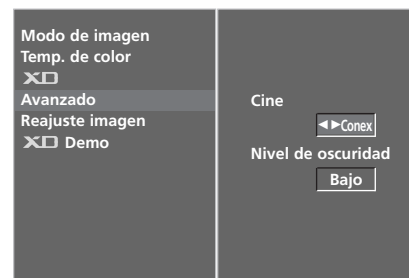 Modo de imagen
Temp. de color
XD
Avanzado
Reajuste imagen
XD Demo
Cine
◄►Conex
Nivel de oscuridad
Bajo